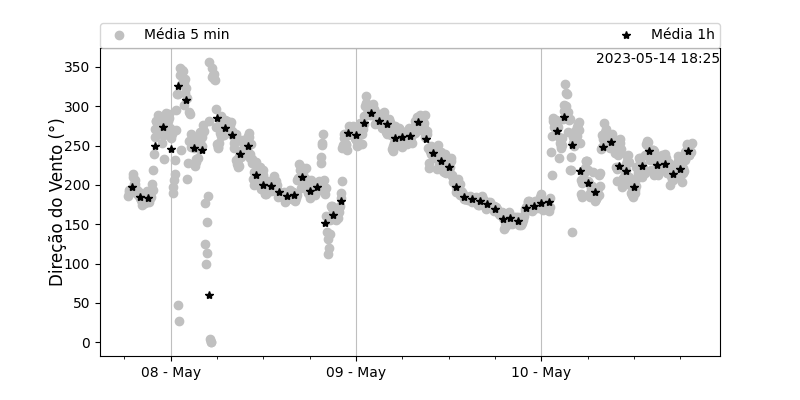 Média 5 min
Média 1h
2023-05-14 18:25
Direção do Vento (°)
350
300
250
200
150
100
50
0
08 - May
09 - May
10 - May